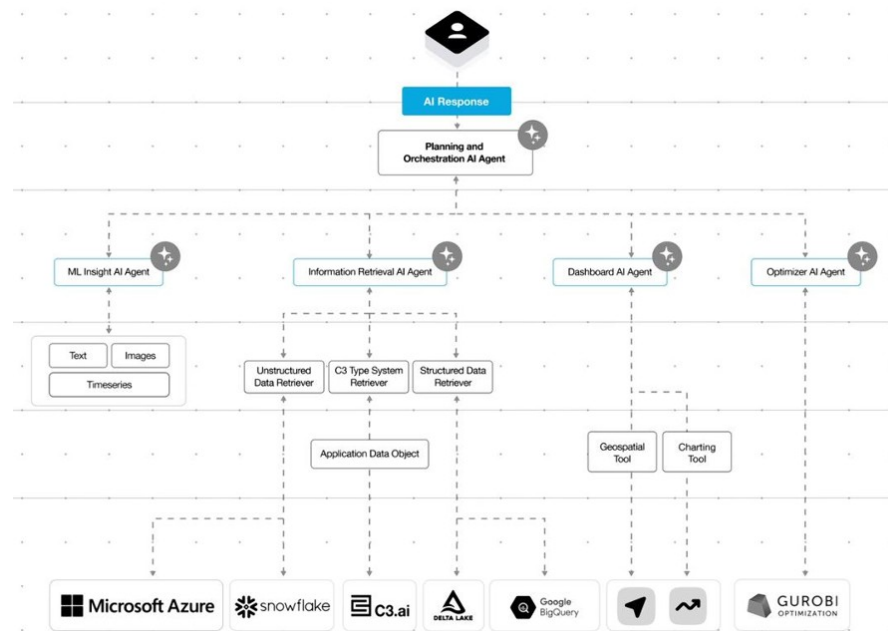 AI Response
Planning and
Orchestration AI Agent
ML Insight AI Agent
Information Retrieval AI Agent
Dashboard AI Agent
Optimizer AI Agent
Text
Images
Timeseries
Unstructured
Data Retriever
C3 Type System
Retriever
Structured Data
Retriever
Application Data Object
Geospatial
Tool
Charting
Tool
Microsoft Azure
snowflake
C3.ai
DELTA LAKE
Google
BigQuery
GUROBI
OPTIMIZATION